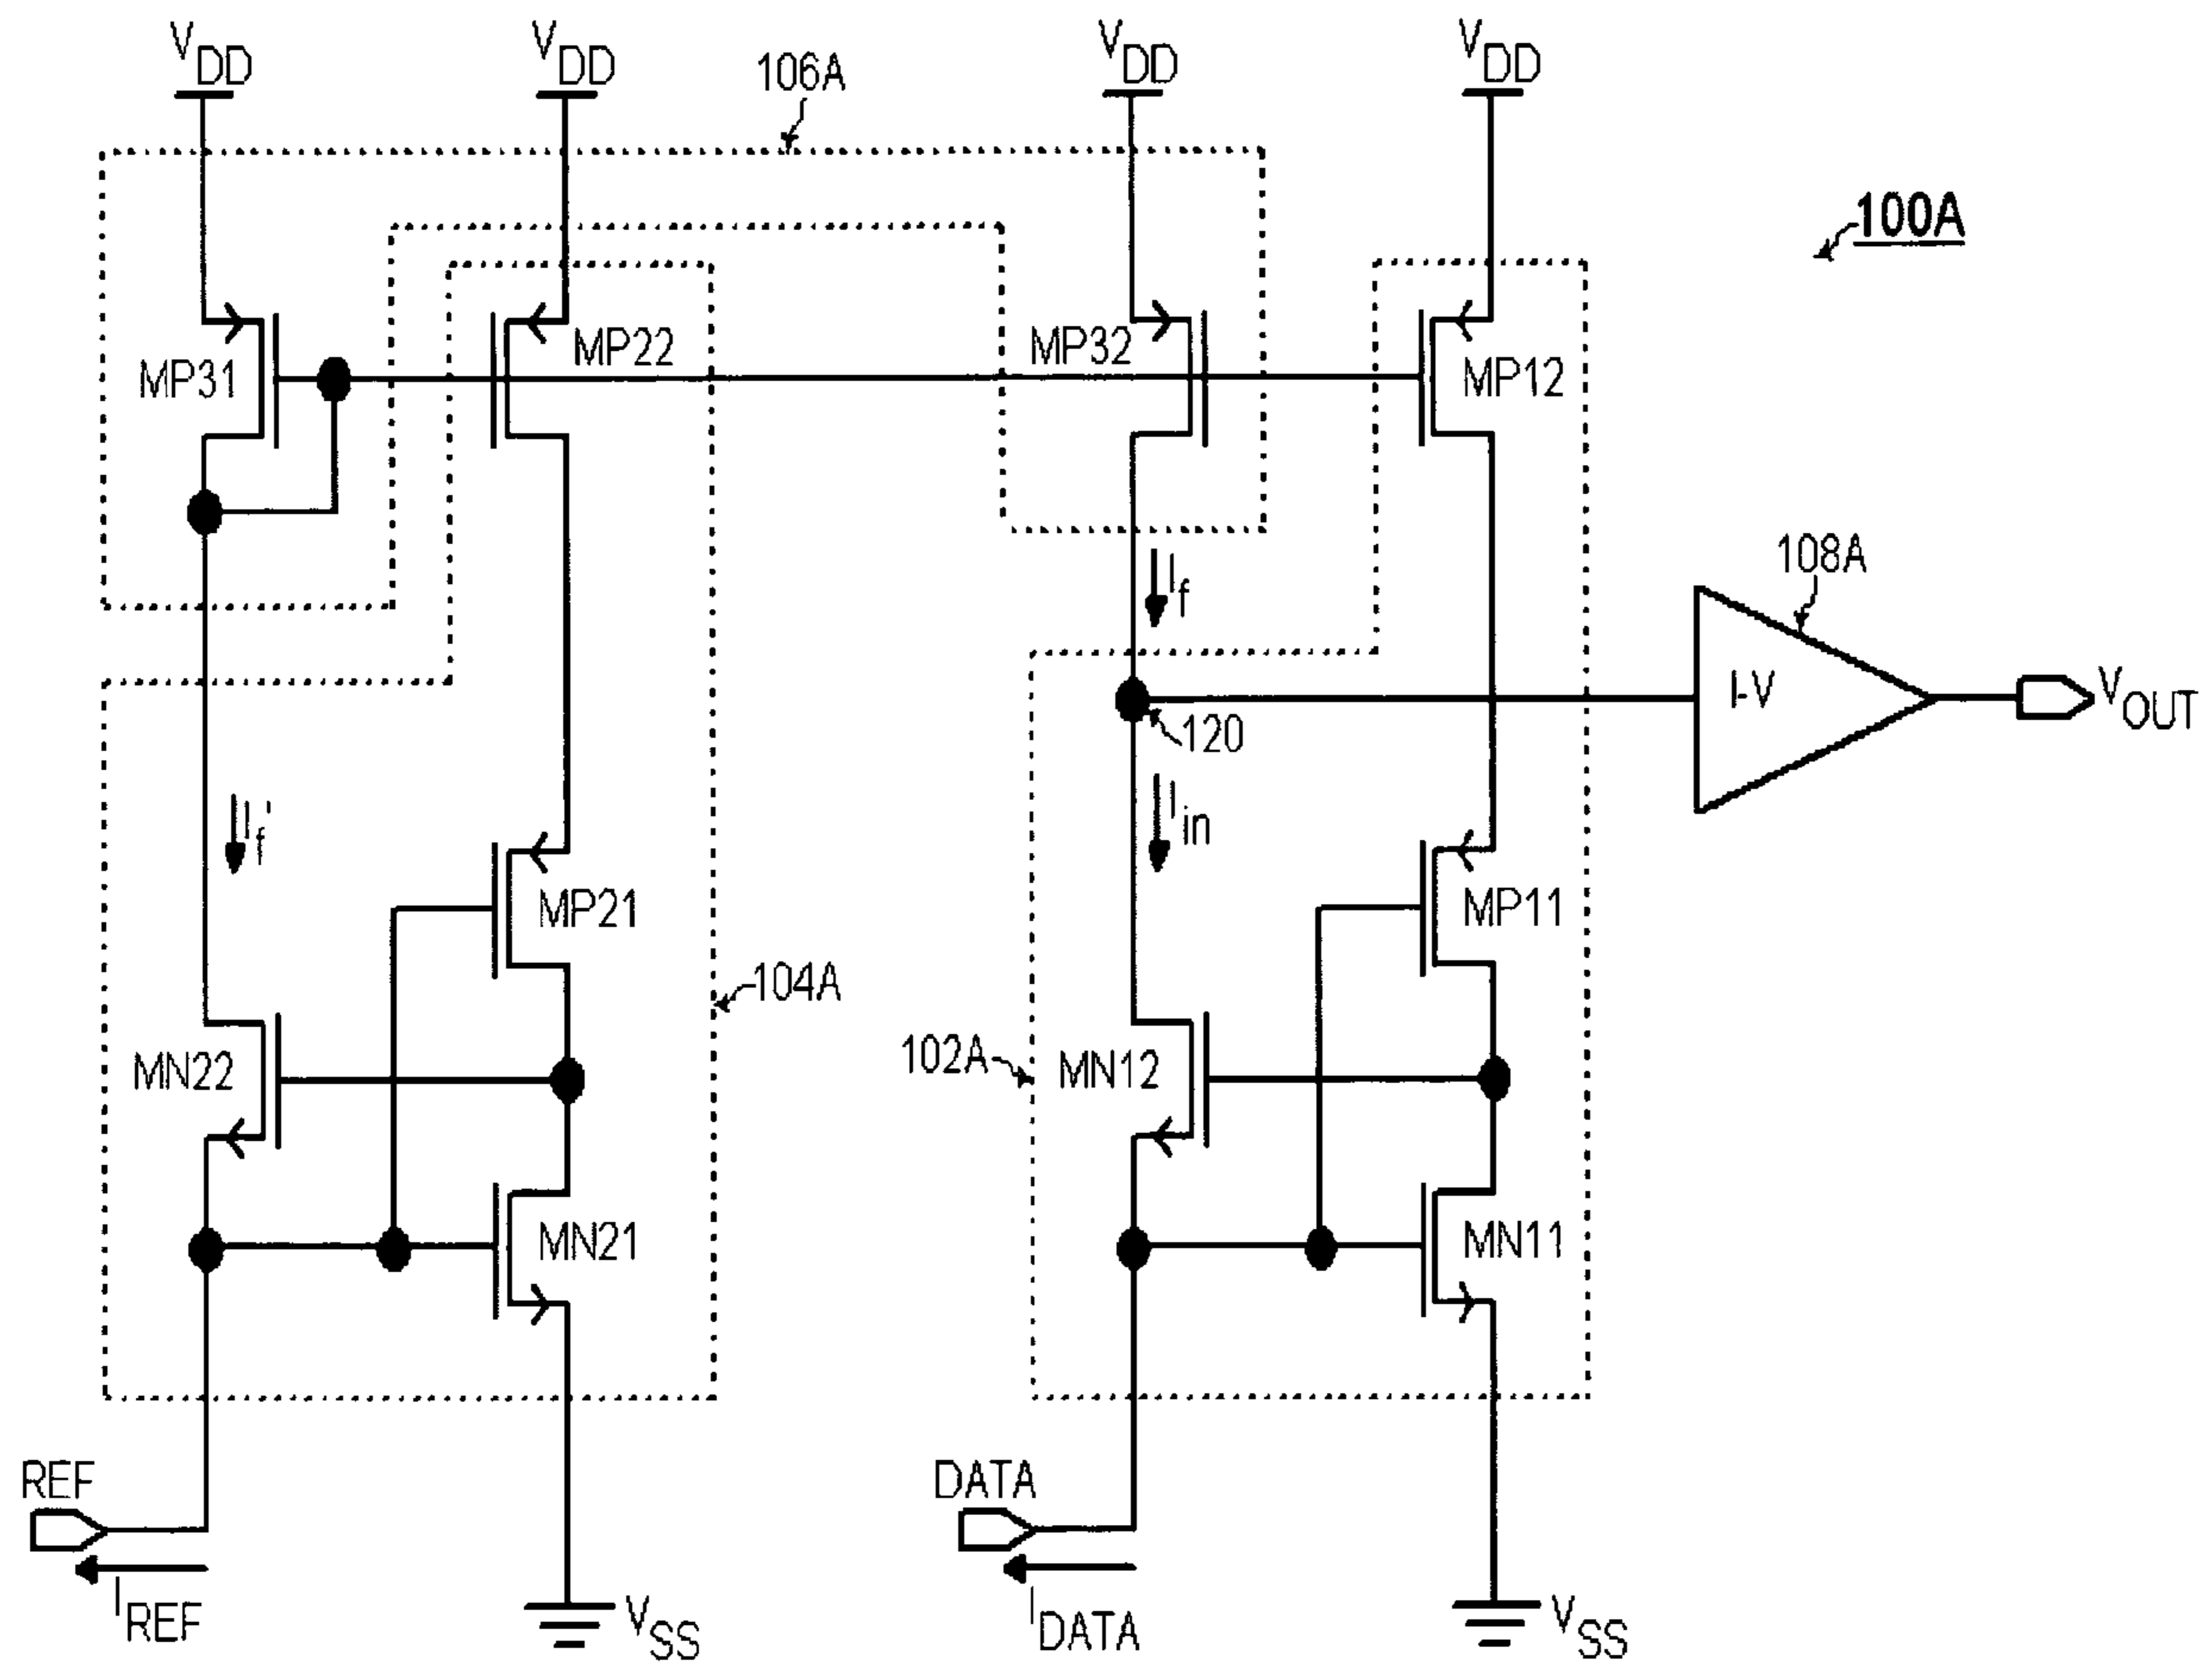 VDD
VDD
106A
VDD
VDD
100A
MP31
MP22
MP32
MP12
If
108A
I-V
VOUT
120
If'
Iin
MP21
MP11
104A
MN22
102A
MN12
MN21
MN11
REF
IREF
VSS
DATA
IDATA
VSS